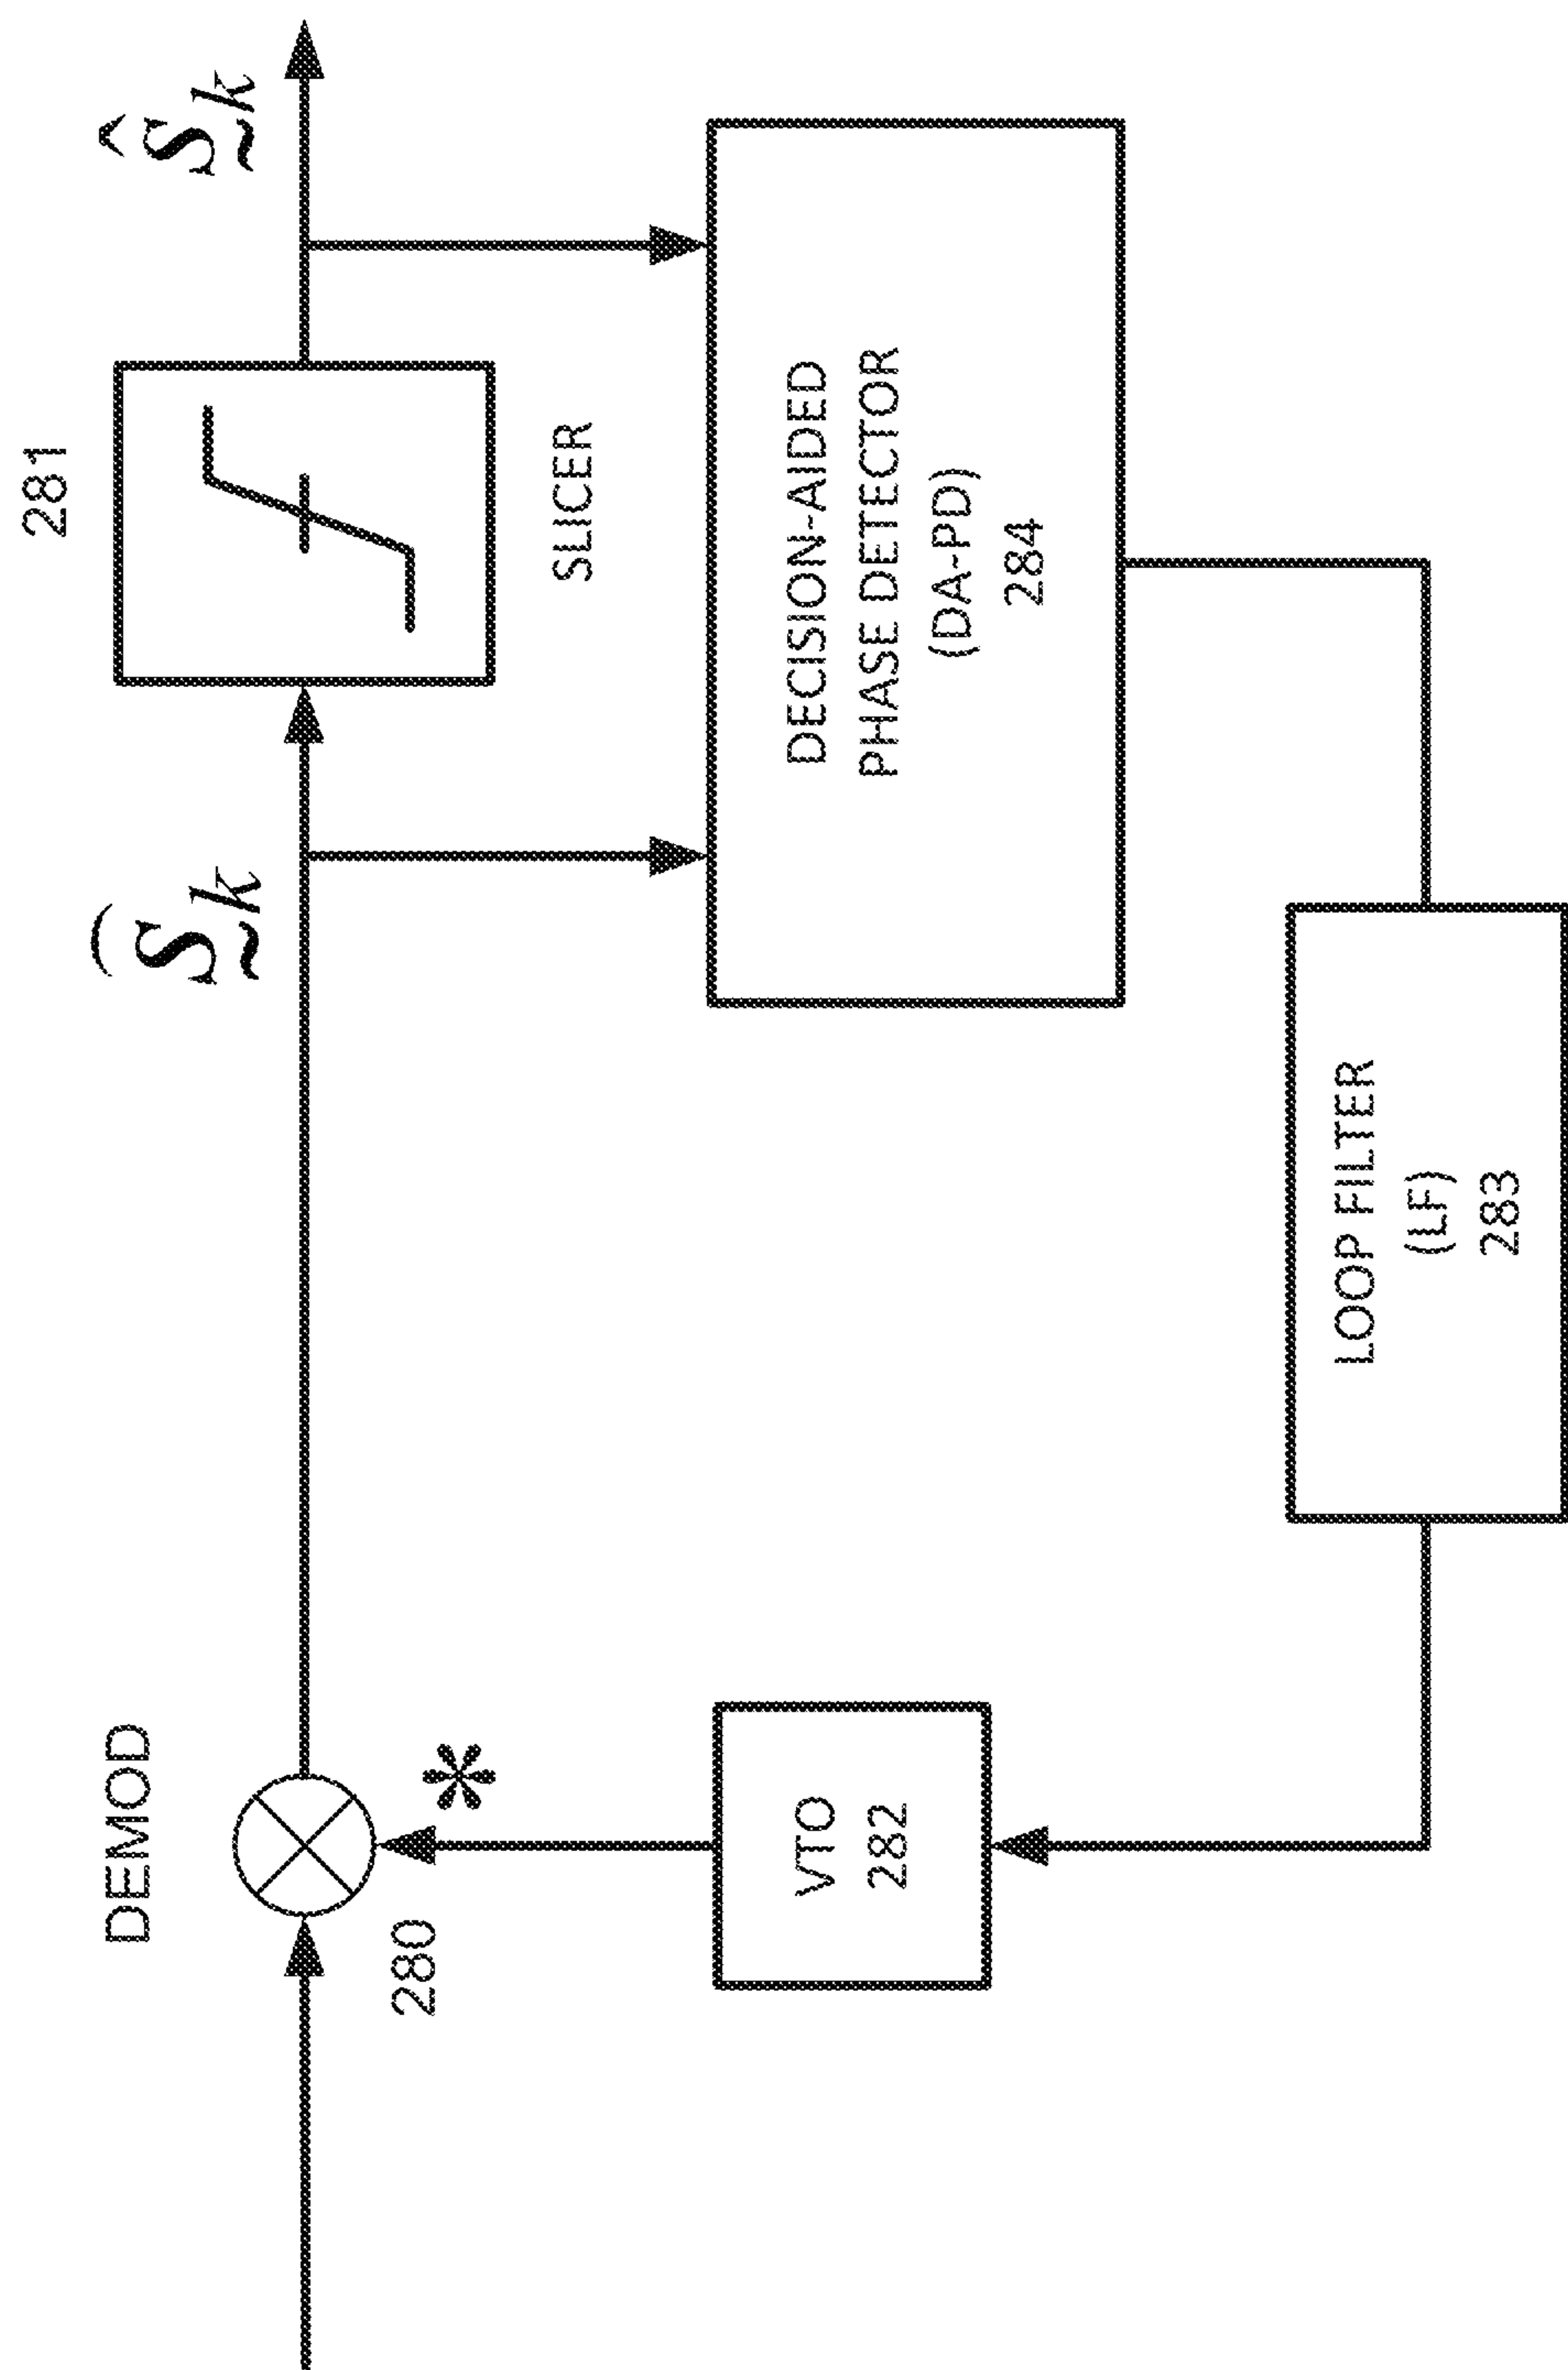 DEMOD
280
281
SLICER
S̰̑k
Ŝ̰k
*
VTO
282
DECISION-AIDED
PHASE DETECTOR
(DA-PD)
284
LOOP FILTER
(LF)
283